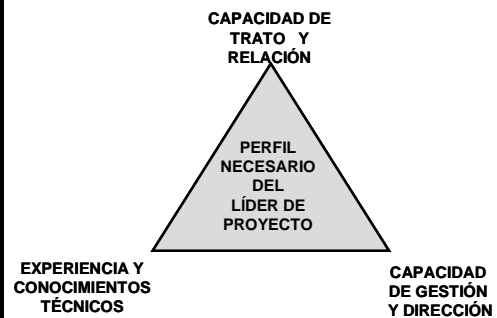 CAPACIDAD DE
TRATO Y
RELACIÓN
PERFIL
NECESARIO
DEL
LÍDER DE
PROYECTO
EXPERIENCIA Y
CONOCIMIENTOS
TÉCNICOS
CAPACIDAD
DE GESTIÓN
Y DIRECCIÓN